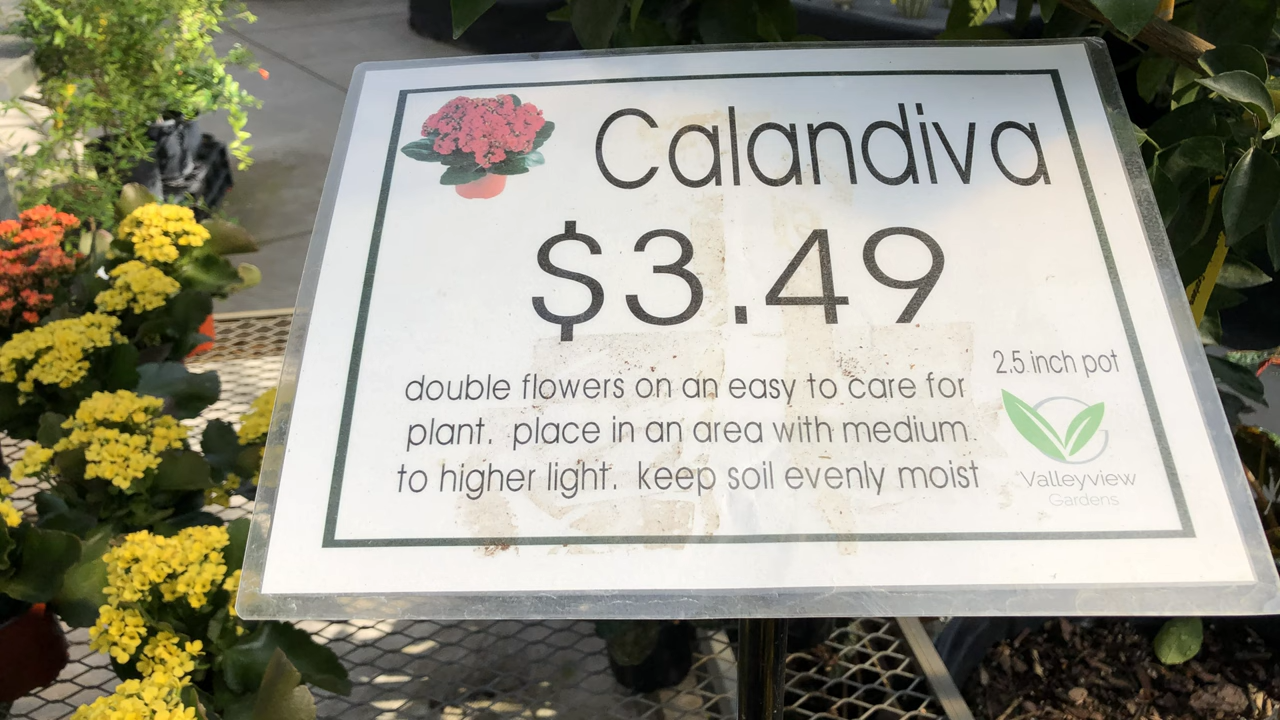 Calandiva
$3.49
2.5 inch pot
double flowers on an easy to care for
plant. place in an area with medium
to higher light. keep soil evenly moist
Valleyview
Gardens